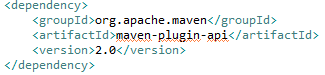 <dependency>
<groupId>org.apache.maven</groupId>
<artifactId>maven-plugin-api</artifactId>
<version>2.0</version>
</dependency>